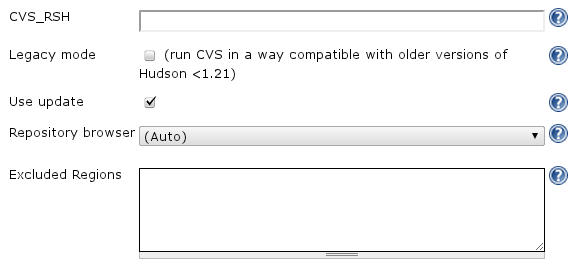 CVS_RSH
Legacy mode (run CVS in a way compatible with older versions of
Hudson <1.21)
Use update
Repository browser (Auto)
Excluded Regions